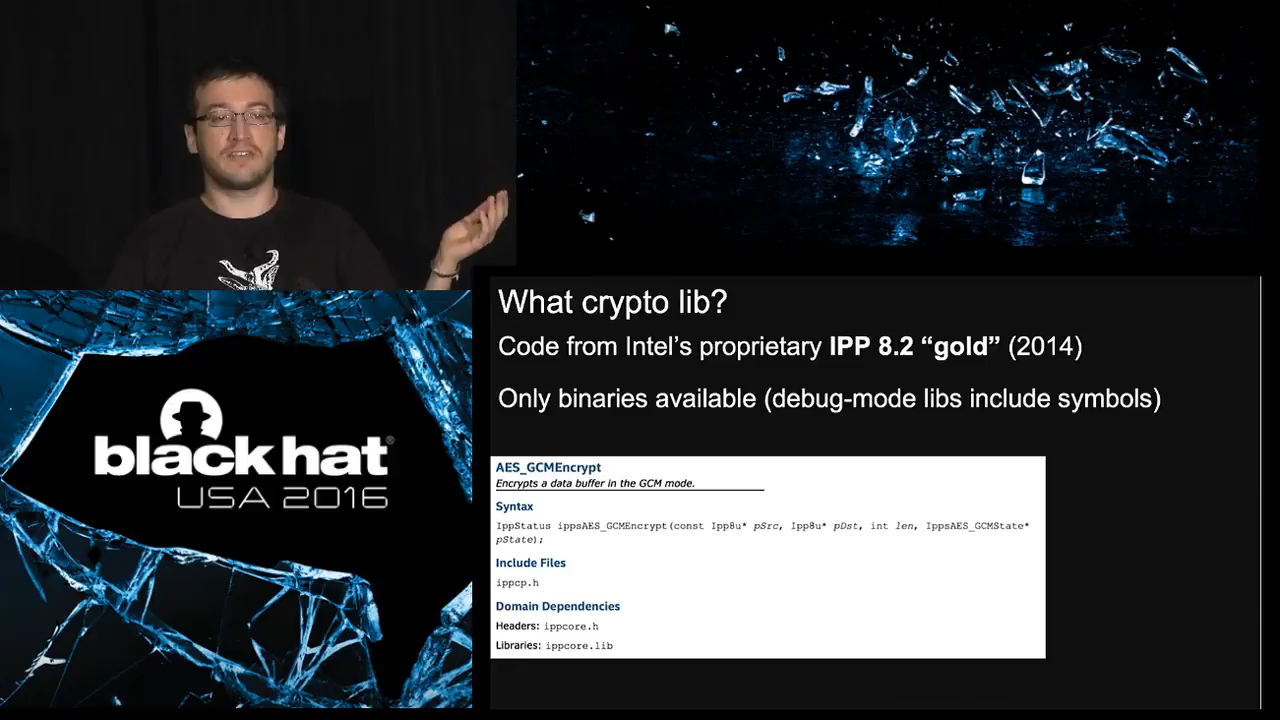 What crypto lib?
Code from Intel's proprietary IPP 8.2 “gold” (2014)
Only binaries available (debug-mode libs include symbols)
AES_GCMEncrypt
Encrypts a data buffer in the GCM mode.
Syntax
IppStatus ippsAES_GCMEncrypt(const Ipp8u* pSrc, Ipp8u* pDst, int len, IppsAES_GCMState*
pState);
Include Files
ippcp.h
Domain Dependencies
Headers: ippcore.h
Libraries: ippcore.lib
black hat®
USA 2016